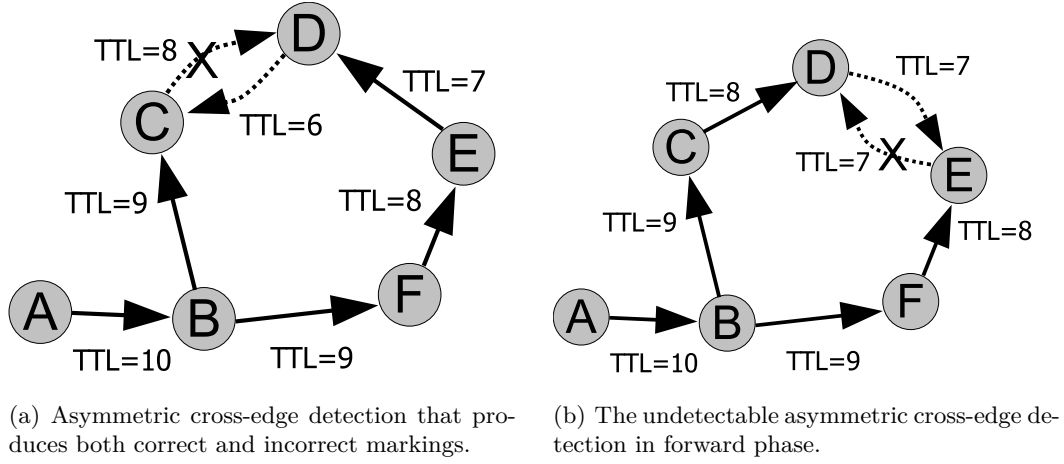 TTL=8
X
D
TTL=7
C
TTL=6
E
TTL=9
TTL=8
A
B
F
TTL=10
TTL=9
(a) Asymmetric cross-edge detection that pro-
duces both correct and incorrect markings.
D
TTL=7
TTL=8
C
TTL=7
X
E
TTL=9
TTL=8
A
B
F
TTL=10
TTL=9
(b) The undetectable asymmetric cross-edge de-
tection in forward phase.